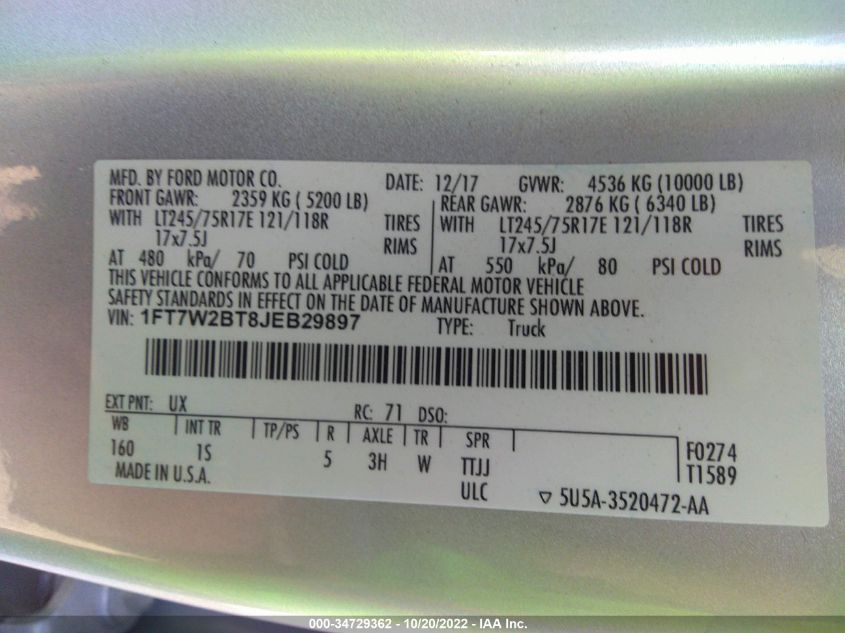 MFD. BY FORD MOTOR CO. DATE: 12/17 GVWR: 4536 KG (10000 LB)
FRONT GAWR: 2359 KG ( 5200 LB) REAR GAWR: 2876 KG ( 6340 LB)
WITH LT245/75R17E 121/118R TIRES WITH LT245/75R17E 121/118R TIRES
17x7.5J RIMS 17x7.5J RIMS
AT 480 kPa/ 70 PSI COLD AT 550 kPa/ 80 PSI COLD
THIS VEHICLE CONFORMS TO ALL APPLICABLE FEDERAL MOTOR VEHICLE
SAFETY STANDARDS IN EFFECT ON THE DATE OF MANUFACTURE SHOWN ABOVE.
VIN: 1FT7W2BT8JEB29897 TYPE: Truck
EXT PNT: UX RC: 71 DSO:
WB INT TR TP/PS R AXLE TR SPR
160 1S 5 3H W TTJJ F0274
MADE IN U.S.A. ULC T1589
5U5A-3520472-AA
000-34729362 - 10/20/2022 - IAA Inc.